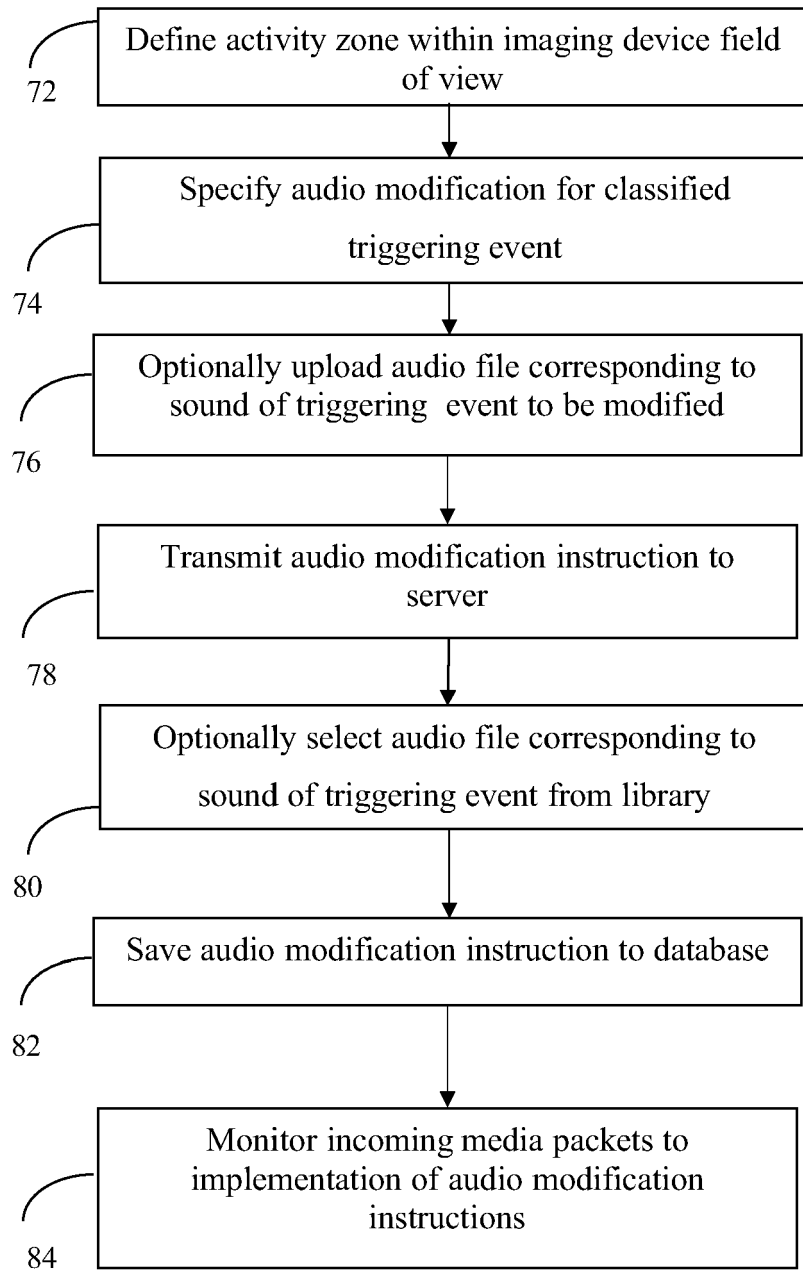 Define activity zone within imaging device field
of view
72
Specify audio modification for classified
triggering event
74
Optionally upload audio file corresponding to
sound of triggering event to be modified
76
Transmit audio modification instruction to
server
78
Optionally select audio file corresponding to
sound of triggering event from library
80
Save audio modification instruction to database
82
Monitor incoming media packets to
implementation of audio modification
instructions
84